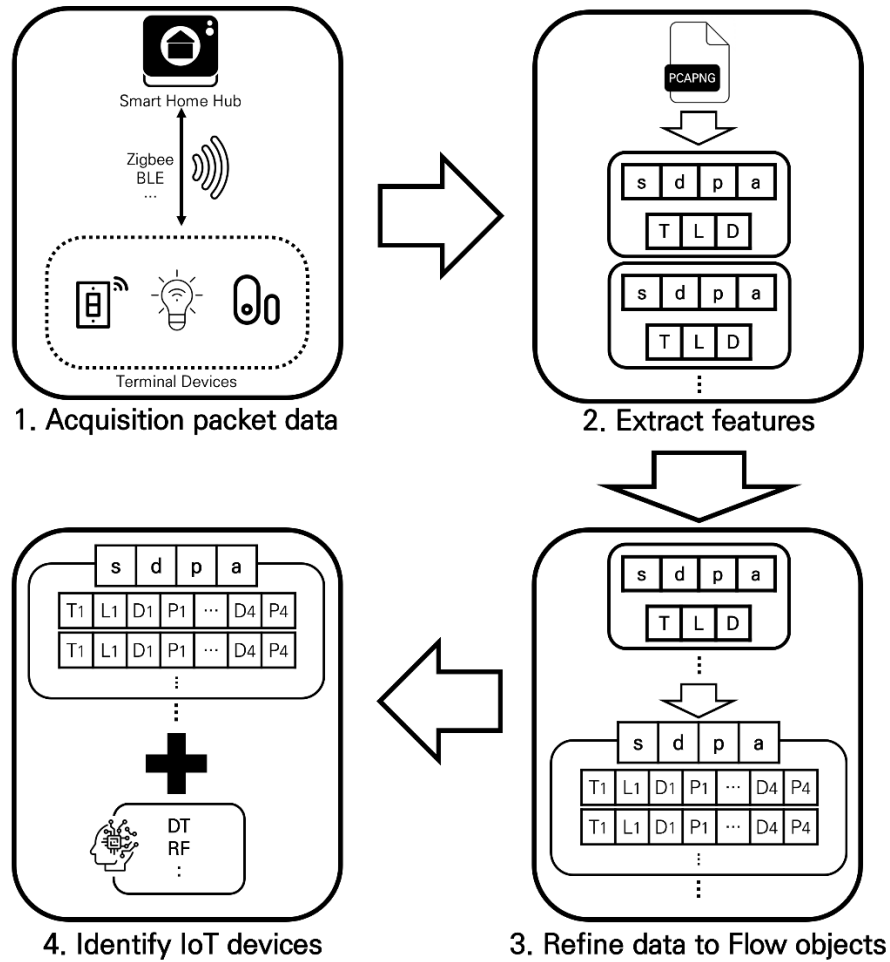 Smart Home Hub
Zigbee
BLE
...
Terminal Devices
1. Acquisition packet data
PCAPNG
s d p a
T L D
s d p a
T L D
⋮
2. Extract features
s d p a
T L D
⋮
s d p a
T1 L1 D1 P1 ⋯ D4 P4
T1 L1 D1 P1 ⋯ D4 P4
⋮
⋮
3. Refine data to Flow objects
s d p a
T1 L1 D1 P1 ⋯ D4 P4
T1 L1 D1 P1 ⋯ D4 P4
⋮
⋮
DT
RF
:
4. Identify IoT devices